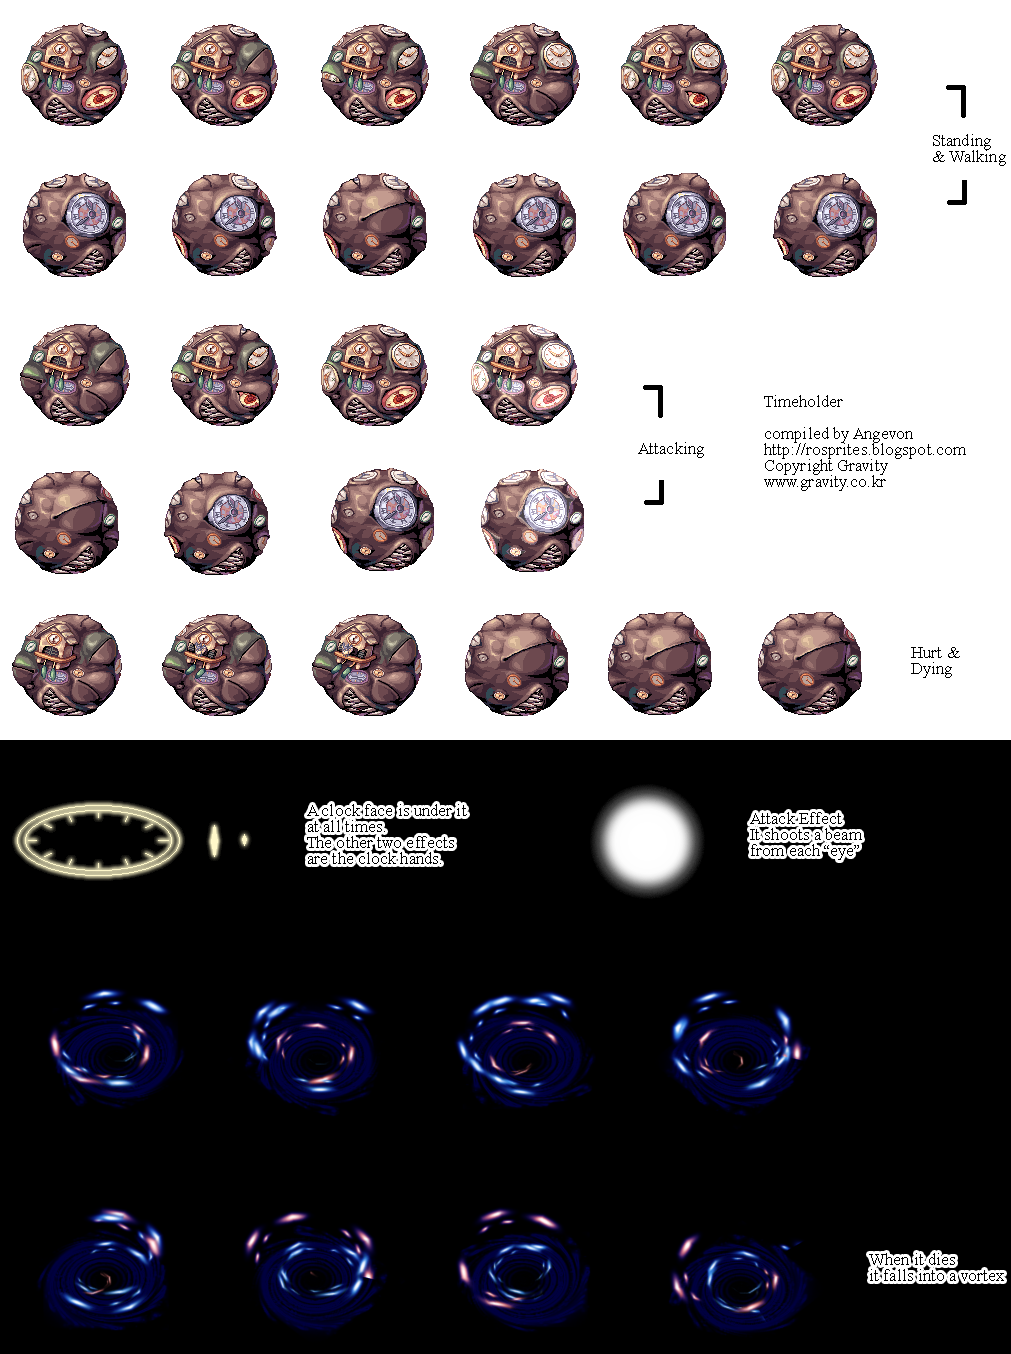 Standing
& Walking
Timeholder
compiled by Angevon
http://rosprites.blogspot.com
Copyright Gravity
www.gravity.co.kr
Attacking
Hurt &
Dying
A clock face is under it
at all times.
The other two effects
are the clock hands.
Attack Effect
It shoots a beam
from each "eye"
When it dies
it falls into a vortex